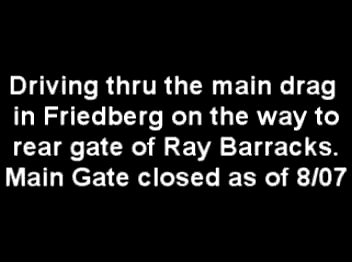 Driving thru the main drag
in Friedberg on the way to
rear gate of Ray Barracks.
Main Gate closed as of 8/07